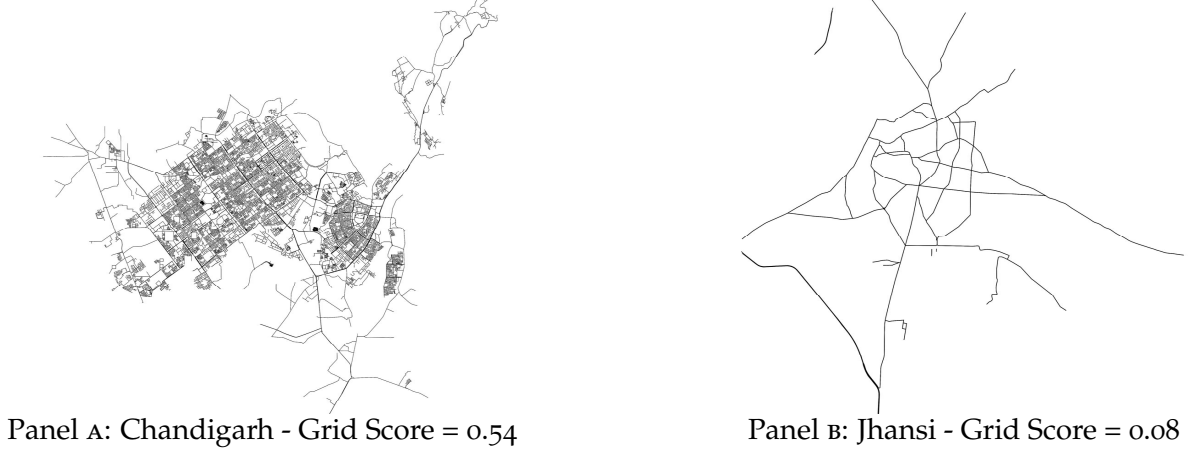 Panel A: Chandigarh - Grid Score = 0.54
Panel B: Jhansi - Grid Score = 0.08